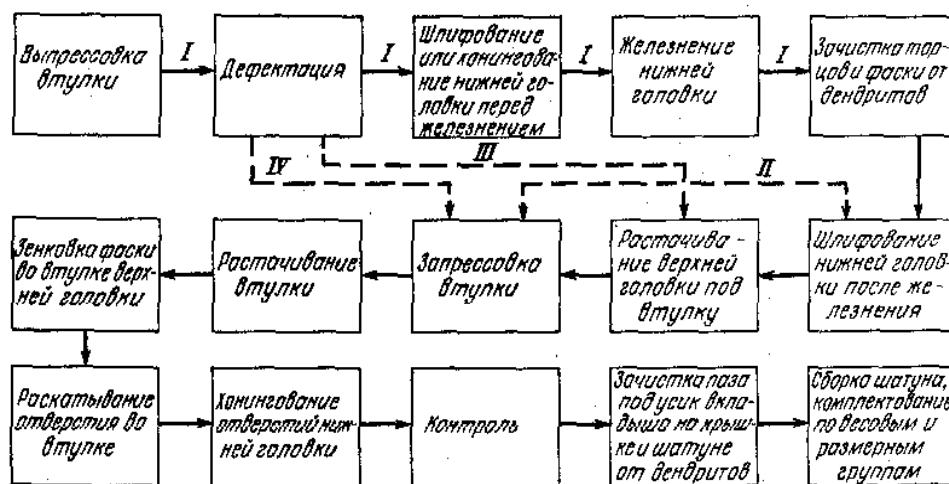 Выпрессовка
втулки
I
Дефектация
I
Шлифование
или хонингова-
ние нижней го-
ловки перед
железнением
I
Железнение
нижней
головки
I
Зачистка тор-
цов и фаски от
дендритов
IV
III
II
Зенковка фаски
во втулке верх-
ней головки
Растачивание
втулки
Запрессовка
втулки
Растачива-
ние верхней
головки под
втулку
Шлифование
нижней голов-
ки после же-
лезнения
Раскатывание
отверстия во
втулке
Хонингование
отверстий ниж-
ней головки
Контроль
Зачистка паза
под усик вкла-
дыша на крыш-
ке и шатуне
от дендритов
Сборка шатуна,
комплектование
по весовым и
размерным
группам